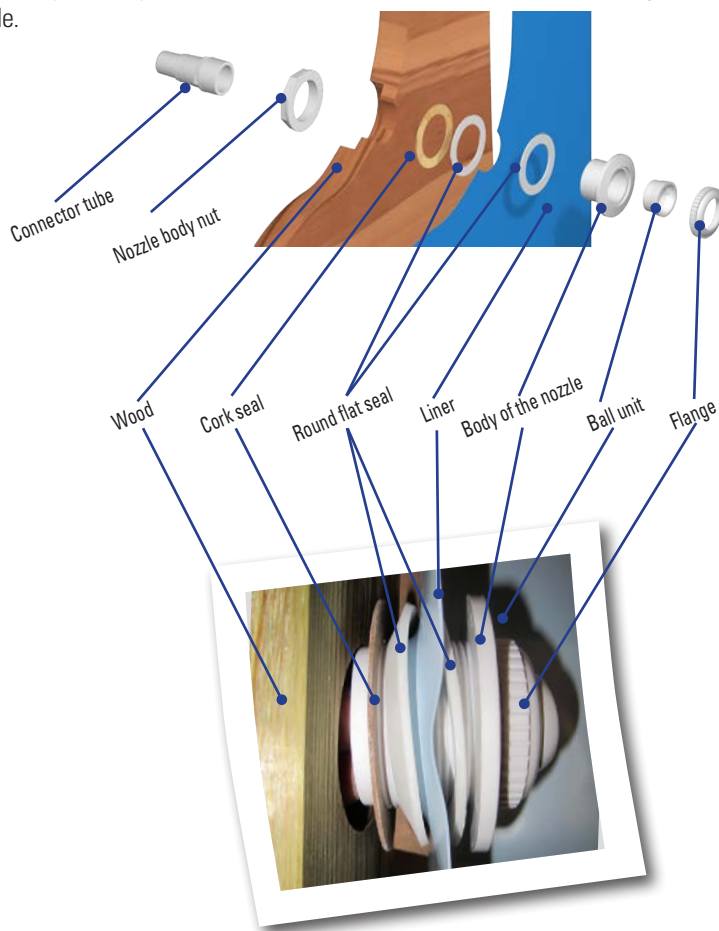 le.
Connector tube
Nozzle body nut
Wood
Cork seal
Round flat seal
Liner
Body of the nozzle
Ball unit
Flange